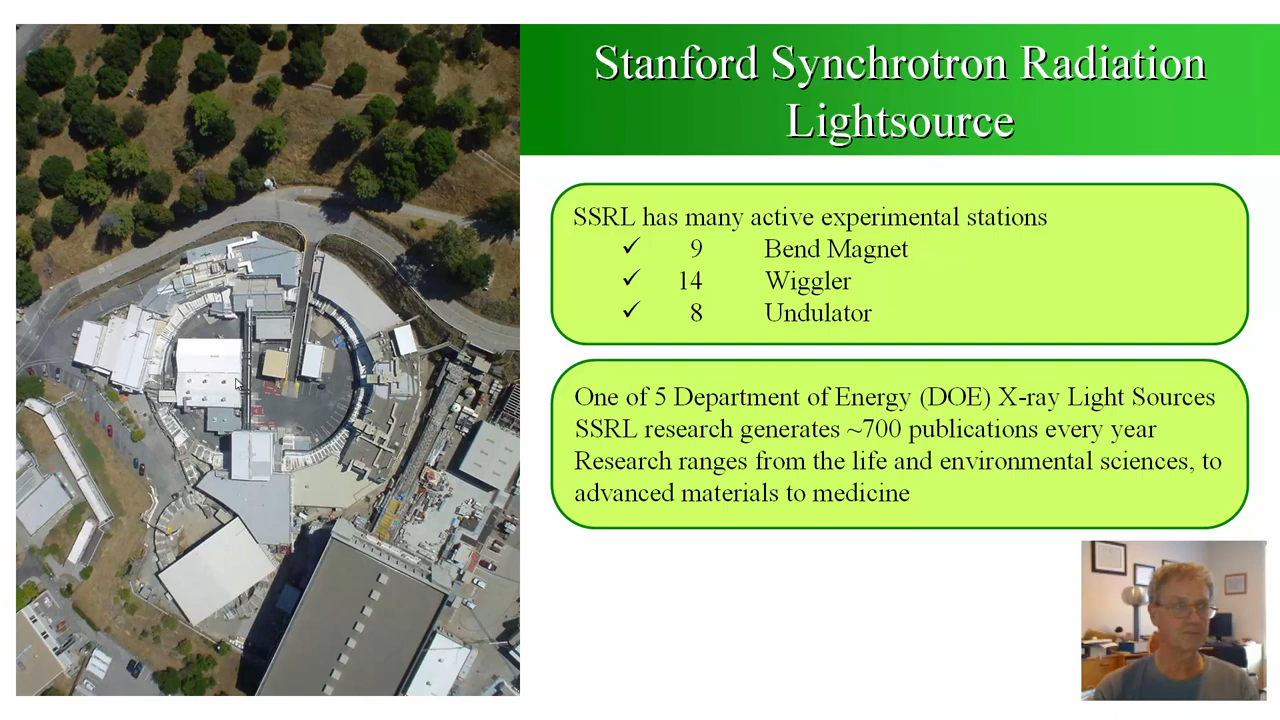 Stanford Synchrotron Radiation
Lightsource
SSRL has many active experimental stations
✓ 9 Bend Magnet
✓ 14 Wiggler
✓ 8 Undulator
One of 5 Department of Energy (DOE) X-ray Light Sources
SSRL research generates ~700 publications every year
Research ranges from the life and environmental sciences, to
advanced materials to medicine